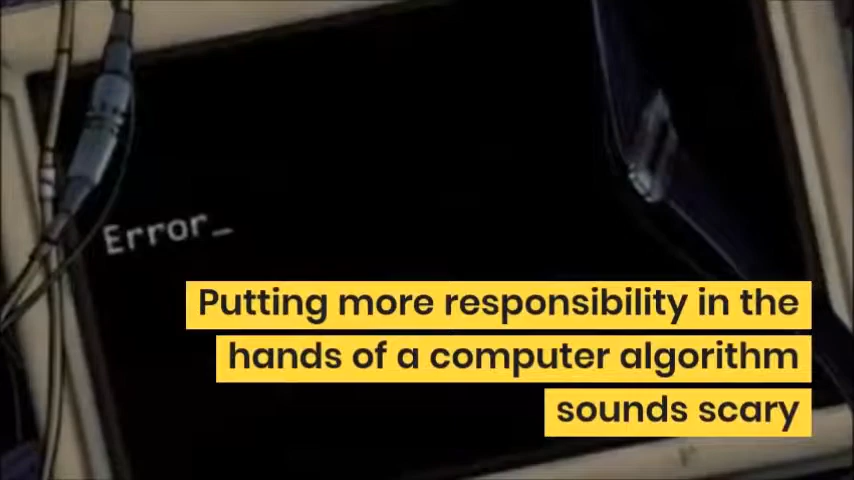 Error_
Putting more responsibility in the
hands of a computer algorithm
sounds scary